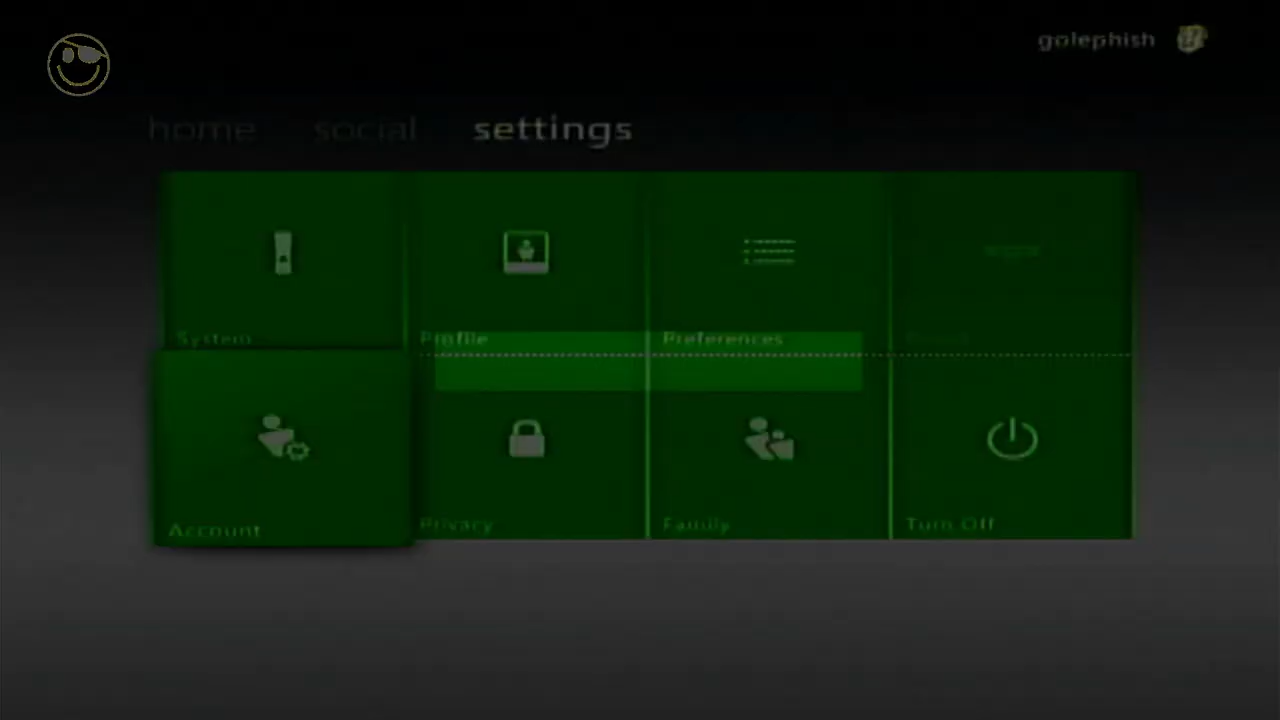 golephish
home social settings
System Profile Preferences
Account Privacy Family Turn Off